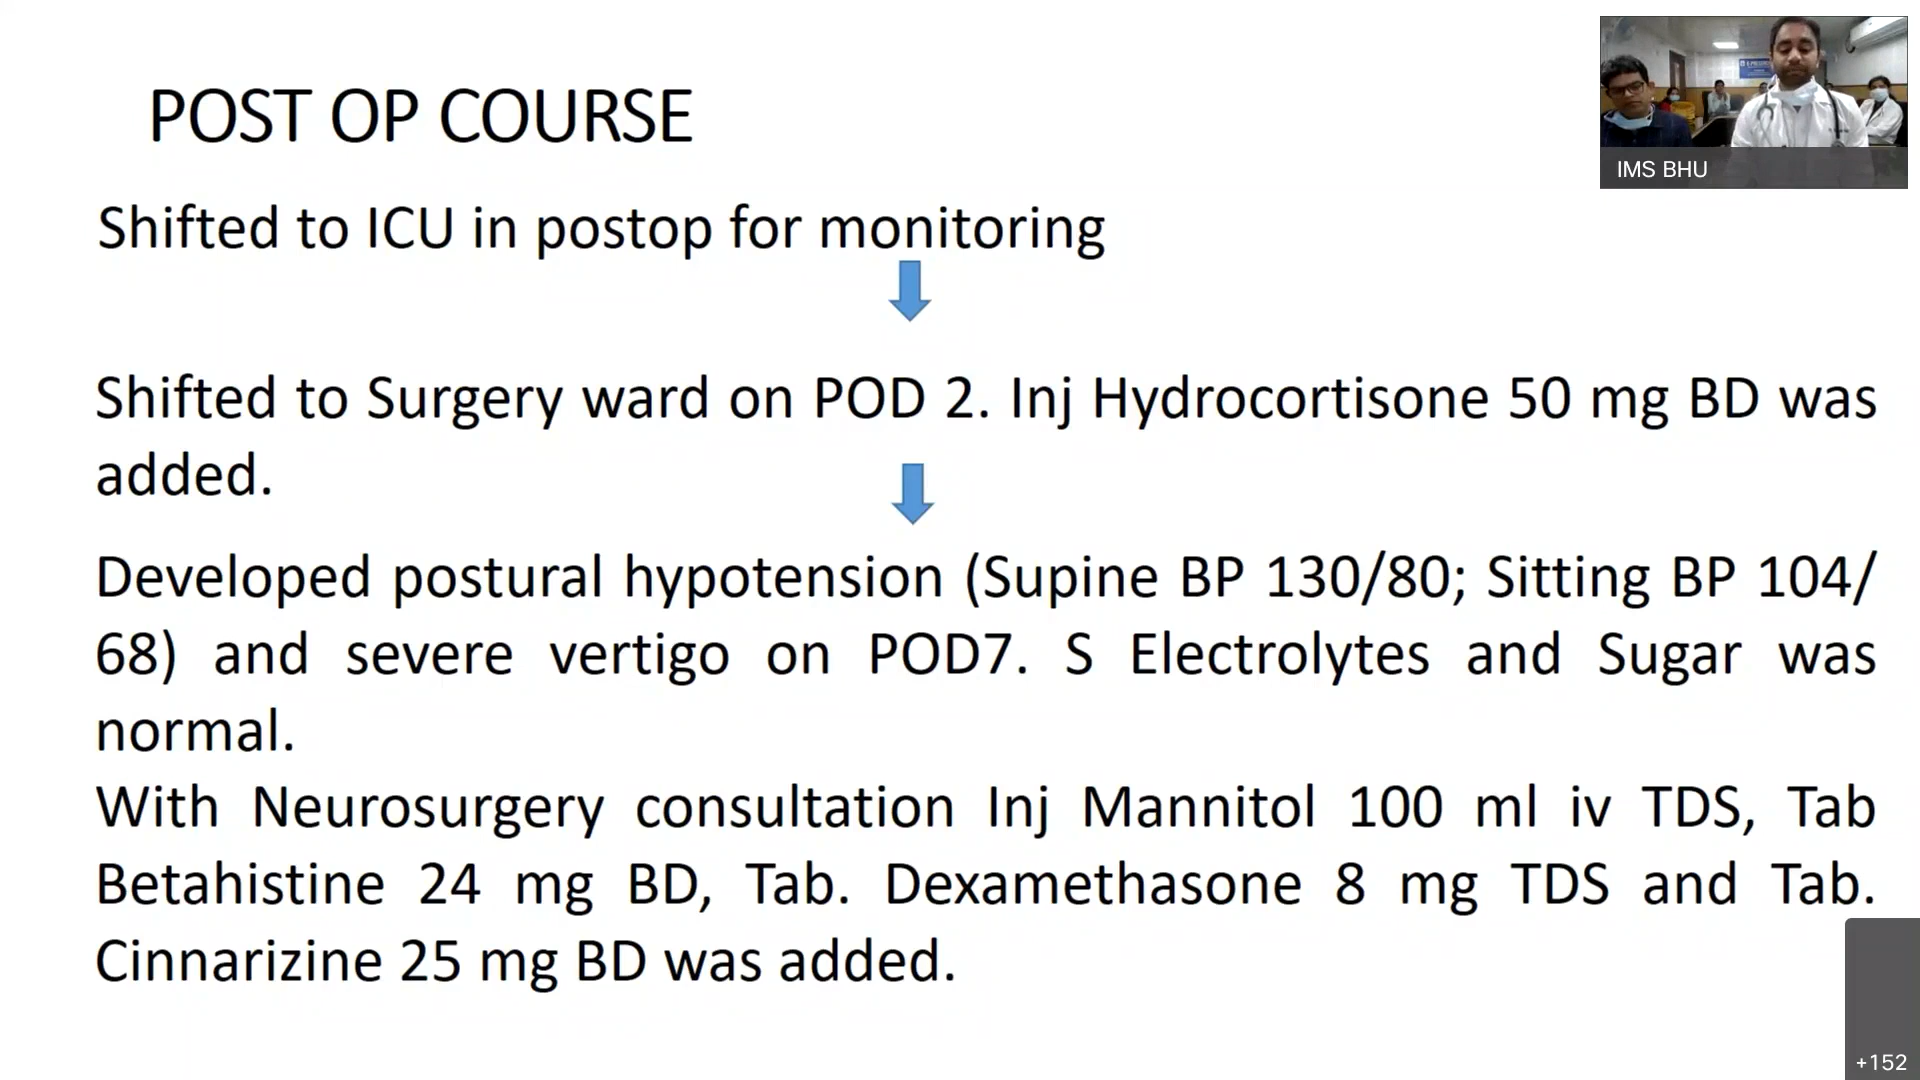 POST OP COURSE
IMS BHU
Shifted to ICU in postop for monitoring
Shifted to Surgery ward on POD 2. Inj Hydrocortisone 50 mg BD was
added.
Developed postural hypotension (Supine BP 130/80; Sitting BP 104/
68) and severe vertigo on POD7. S Electrolytes and Sugar was
normal.
With Neurosurgery consultation Inj Mannitol 100 ml iv TDS, Tab
Betahistine 24 mg BD, Tab. Dexamethasone 8 mg TDS and Tab.
Cinnarizine 25 mg BD was added.
+152